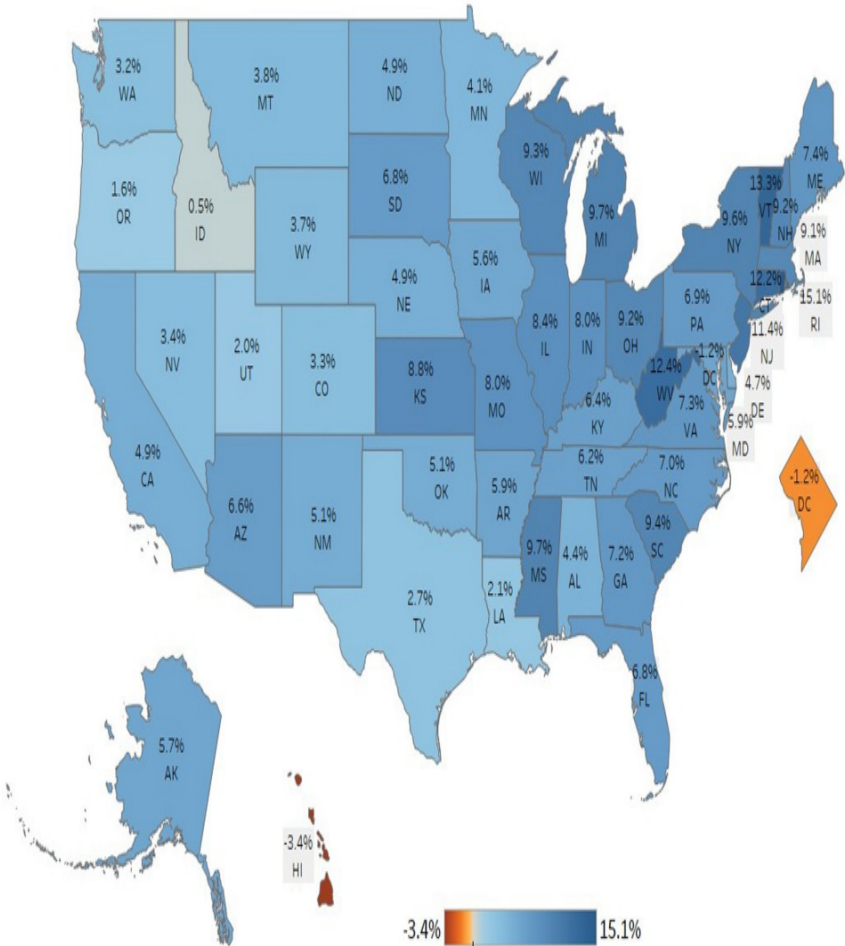 3.2%
WA
3.8%
MT
4.9%
ND
4.1%
MN
9.3%
WI
9.7%
MI
7.4%
ME
13.3%
VT
9.2%
NH
9.1%
MA
9.6%
NY
12.2%
CT
15.1%
RI
1.6%
OR
0.5%
ID
3.7%
WY
6.8%
SD
5.6%
IA
4.9%
NE
3.4%
NV
2.0%
UT
3.3%
CO
8.8%
KS
8.0%
MO
8.4%
IL
8.0%
IN
9.2%
OH
6.9%
PA
11.4%
NJ
-1.2%
DC
4.7%
DE
5.9%
MD
12.4%
WV
7.3%
VA
6.4%
KY
4.9%
CA
6.6%
AZ
5.1%
NM
5.1%
OK
5.9%
AR
6.2%
TN
7.0%
NC
9.4%
SC
-1.2%
DC
2.7%
TX
2.1%
LA
9.7%
MS
4.4%
AL
7.2%
GA
6.8%
FL
5.7%
AK
-3.4%
HI
-3.4%
15.1%